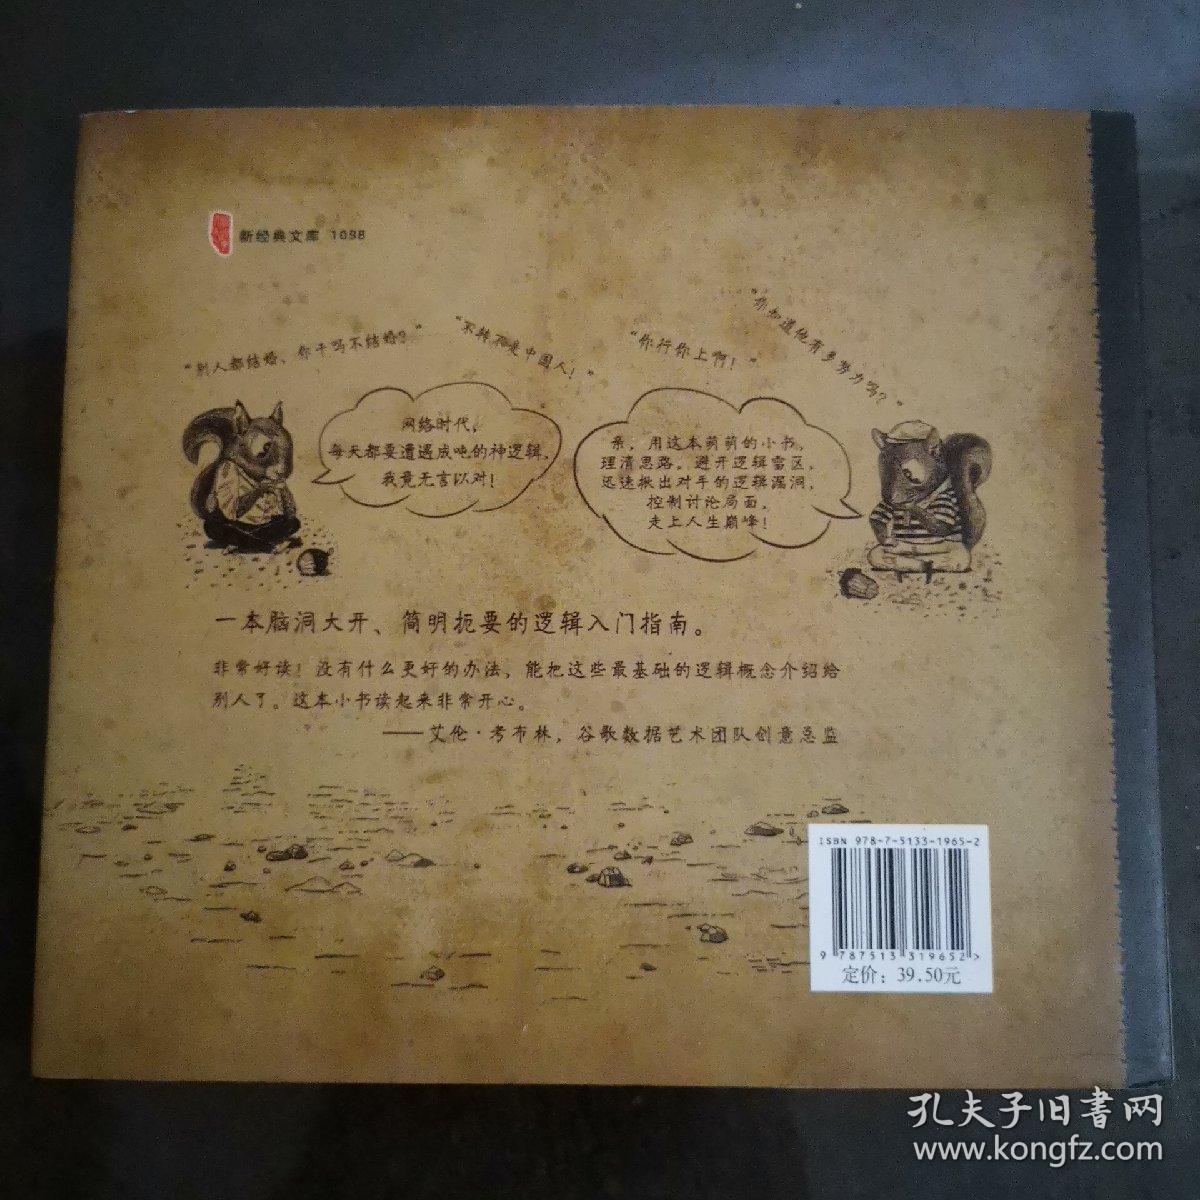 新经典文库 1098
“别人都结婚，你干吗不结婚？”
“不转不是中国人！”
“你行你上啊！”
“你知道他有多努力吗？”
网络时代，
每天都要遭遇成吨的神逻辑，
我竟无言以对！
亲，用这本萌萌的小书，
理清思路，避开逻辑雷区，
迅速揪出对手的逻辑漏洞，
控制讨论局面，
走上人生巅峰！
一本脑洞大开、简明扼要的逻辑入门指南。
非常好读！没有什么更好的办法，能把这些最基础的逻辑概念介绍给
别人了。这本小书读起来非常开心。
——艾伦·考布林，谷歌数据艺术团队创意总监
ISBN 978-7-5133-1965-2
9 787513 319652 >
定价：39.50元
孔夫子旧書网
www.kongfz.com